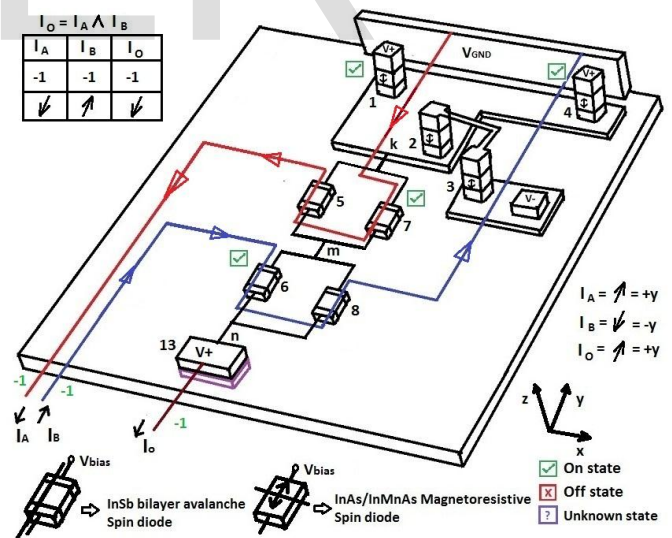 I_O = I_A ∧ I_B
I_A I_B I_O
-1 -1 -1
↙ ↗ ↙
V_GND
V+
1
2
3
V-
V+
4
k
5
7
m
6
8
n
13
V+
-1
-1
-1
I_A I_B
I_o
I_A = ↗ = +y
I_B = ↙ = -y
I_O = ↗ = +y
z
y
x
On state
x Off state
? Unknown state
Vbias
InSb bilayer avalanche
Spin diode
Vbias
InAs/InMnAs Magnetoresistive
Spin diode